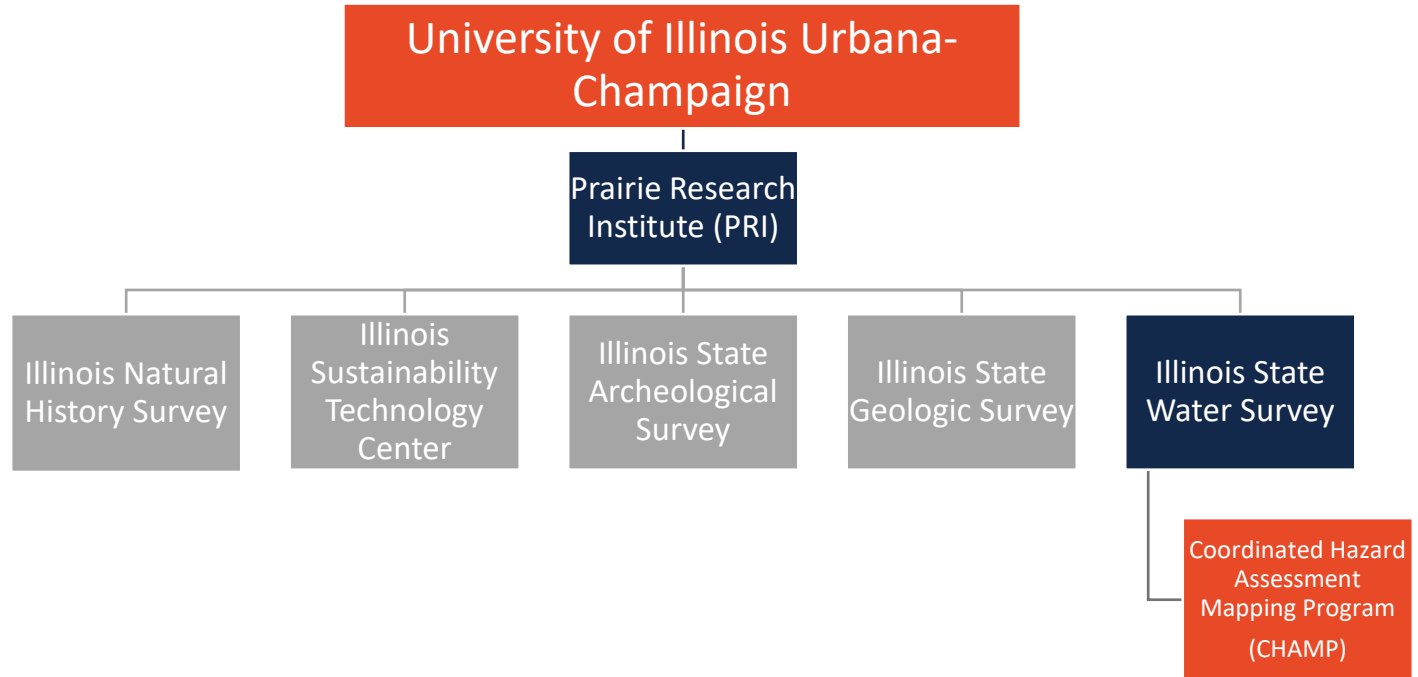 University of Illinois Urbana-
Champaign
Prairie Research
Institute (PRI)
Illinois Natural
History Survey
Illinois
Sustainability
Technology
Center
Illinois State
Archeological
Survey
Illinois State
Geologic Survey
Illinois State
Water Survey
Coordinated Hazard
Assessment
Mapping Program
(CHAMP)